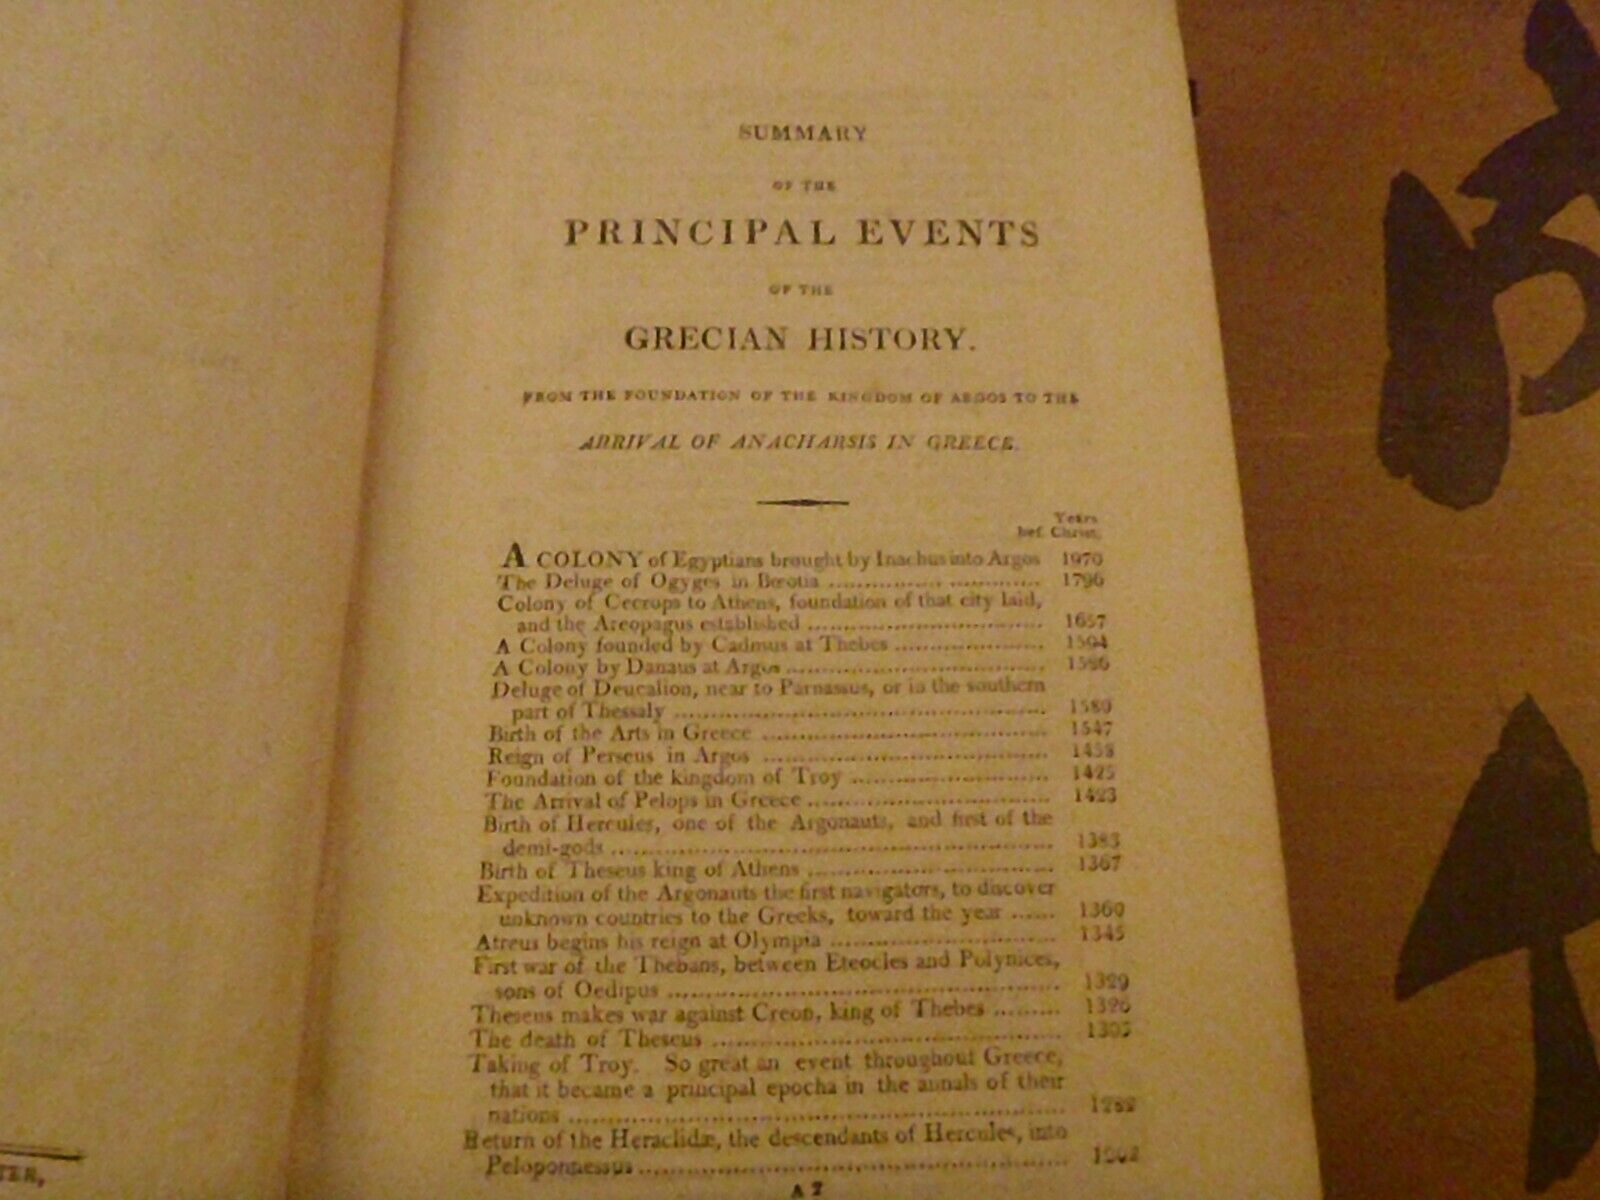 SUMMARY
OF THE
PRINCIPAL EVENTS
OF THE
GRECIAN HISTORY.
FROM THE FOUNDATION OF THE KINGDOM OF ARGOS TO THE
ARRIVAL OF ANACHARSIS IN GREECE.
Years
bef. Christ.
A COLONY of Egyptians brought by Inachus into Argos 1970
The Deluge of Ogyges in Bœotia .......................... 1796
Colony of Cecrops to Athens, foundation of that city laid,
and the Areopagus established .......................... 1657
A Colony founded by Cadmus at Thebes .................. 1594
A Colony by Danaus at Argos .......................... 1586
Deluge of Deucalion, near to Parnassus, or in the southern
part of Thessaly .......................... 1580
Birth of the Arts in Greece .......................... 1547
Reign of Perseus in Argos .......................... 1458
Foundation of the kingdom of Troy .................. 1425
The Arrival of Pelops in Greece .......................... 1423
Birth of Hercules, one of the Argonauts, and first of the
demi-gods .......................... 1383
Birth of Theseus king of Athens .......................... 1367
Expedition of the Argonauts the first navigators, to discover
unknown countries to the Greeks, toward the year ...... 1360
Atreus begins his reign at Olympia .......................... 1345
First war of the Thebans, between Eteocles and Polynices,
sons of Oedipus .......................... 1329
Theseus makes war against Creon, king of Thebes ......... 1326
The death of Theseus .......................... 1305
Taking of Troy. So great an event throughout Greece,
that it became a principal epocha in the annals of their
nations .......................... 1282
Return of the Heraclidæ, the descendants of Hercules, into
Peloponnessus ..........................
A 2
TER,